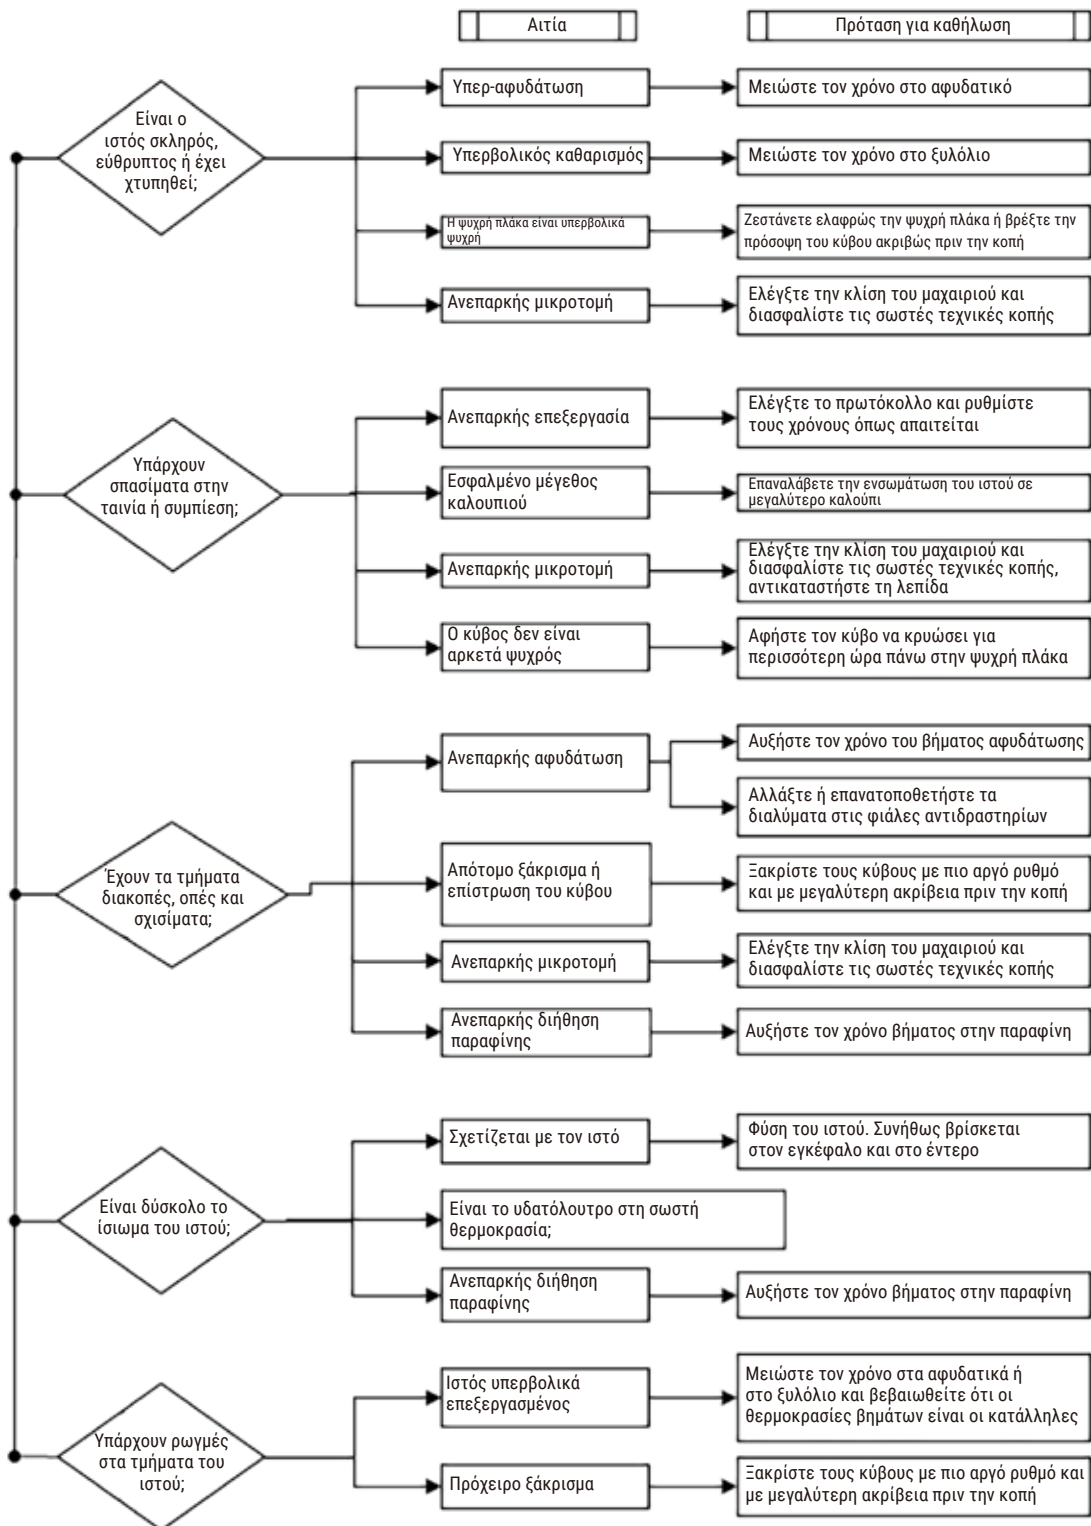 Αιτία
Πρόταση για καθήλωση
Είναι ο
ιστός σκληρός,
εύθρυπτος ή έχει
χτυπηθεί;
Υπερ-αφυδάτωση
Μειώστε τον χρόνο στο αφυδατικό
Υπερβολικός καθαρισμός
Μειώστε τον χρόνο στο ξυλόλιο
Η ψυχρή πλάκα είναι υπερβολικά
ψυχρή
Ζεστάνετε ελαφρώς την ψυχρή πλάκα ή βρέξτε την
πρόσοψη του κύβου ακριβώς πριν την κοπή
Ανεπαρκής μικροτομή
Ελέγξτε την κλίση του μαχαιριού και
διασφαλίστε τις σωστές τεχνικές κοπής
Υπάρχουν
σπασίματα στην
ταινία ή συμπίεση;
Ανεπαρκής επεξεργασία
Ελέγξτε το πρωτόκολλο και ρυθμίστε
τους χρόνους όπως απαιτείται
Εσφαλμένο μέγεθος
καλουπιού
Επαναλάβετε την ενσωμάτωση του ιστού σε
μεγαλύτερο καλούπι
Ανεπαρκής μικροτομή
Ελέγξτε την κλίση του μαχαιριού και
διασφαλίστε τις σωστές τεχνικές κοπής,
αντικαταστήστε τη λεπίδα
Ο κύβος δεν είναι
αρκετά ψυχρός
Αφήστε τον κύβο να κρυώσει για
περισσότερη ώρα πάνω στην ψυχρή πλάκα
Έχουν τα τμήματα
διακοπές, οπές και
σχισίματα;
Ανεπαρκής αφυδάτωση
Αυξήστε τον χρόνο του βήματος αφυδάτωσης
Αλλάξτε ή επανατοποθετήστε τα
διαλύματα στις φιάλες αντιδραστηρίων
Απότομο ξάκρισμα ή
επίστρωση του κύβου
Ξακρίστε τους κύβους με πιο αργό ρυθμό
και με μεγαλύτερη ακρίβεια πριν την κοπή
Ανεπαρκής μικροτομή
Ελέγξτε την κλίση του μαχαιριού και
διασφαλίστε τις σωστές τεχνικές κοπής
Ανεπαρκής διήθηση
παραφίνης
Αυξήστε τον χρόνο βήματος στην παραφίνη
Είναι δύσκολο το
ίσιωμα του ιστού;
Σχετίζεται με τον ιστό
Φύση του ιστού. Συνήθως βρίσκεται
στον εγκέφαλο και στο έντερο
Είναι το υδατόλουτρο στη σωστή
θερμοκρασία;
Ανεπαρκής διήθηση
παραφίνης
Αυξήστε τον χρόνο βήματος στην παραφίνη
Υπάρχουν ρωγμές
στα τμήματα του
ιστού;
Ιστός υπερβολικά
επεξεργασμένος
Μειώστε τον χρόνο στα αφυδατικά ή
στο ξυλόλιο και βεβαιωθείτε ότι οι
θερμοκρασίες βημάτων είναι οι κατάλληλες
Πρόχειρο ξάκρισμα
Ξακρίστε τους κύβους με πιο αργό ρυθμό και
με μεγαλύτερη ακρίβεια πριν την κοπή